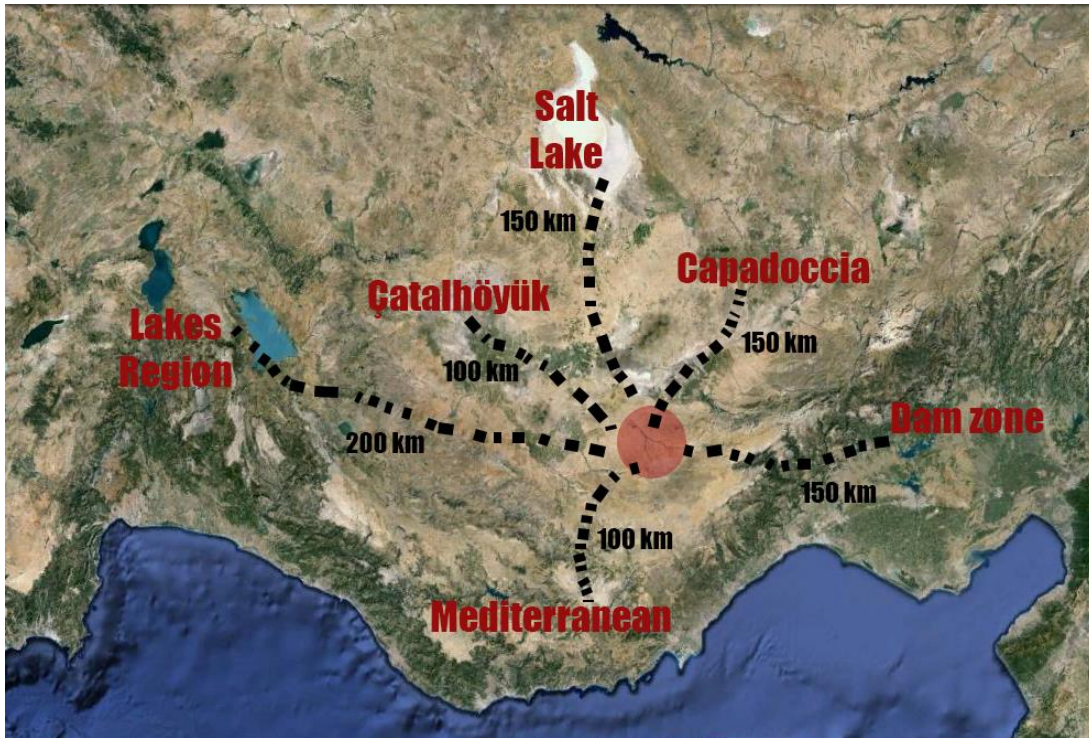 Salt
Lake
150 km
Capadoccia
Çatalhöyük
Lakes
Region
150 km
100 km
Dam zone
200 km
150 km
100 km
Mediterranean